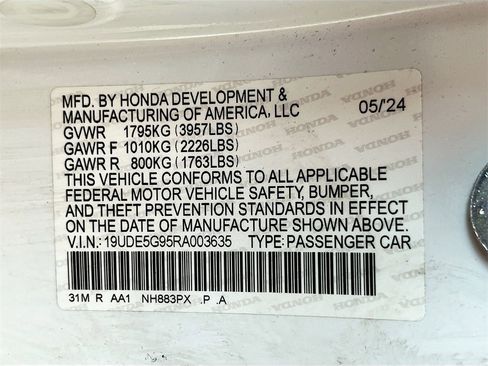 MFD. BY HONDA DEVELOPMENT &
MANUFACTURING OF AMERICA, LLC 05/24
GVWR 1795KG (3957LBS)
GAWR F 1010KG (2226LBS)
GAWR R 800KG (1763LBS)
THIS VEHICLE CONFORMS TO ALL APPLICABLE
FEDERAL MOTOR VEHICLE SAFETY, BUMPER,
AND THEFT PREVENTION STANDARDS IN EFFECT
ON THE DATE OF MANUFACTURE SHOWN ABOVE.
V.I.N.: 19UDE5G95RA003635 TYPE: PASSENGER CAR
31M R AA1 NH883PX .P .A